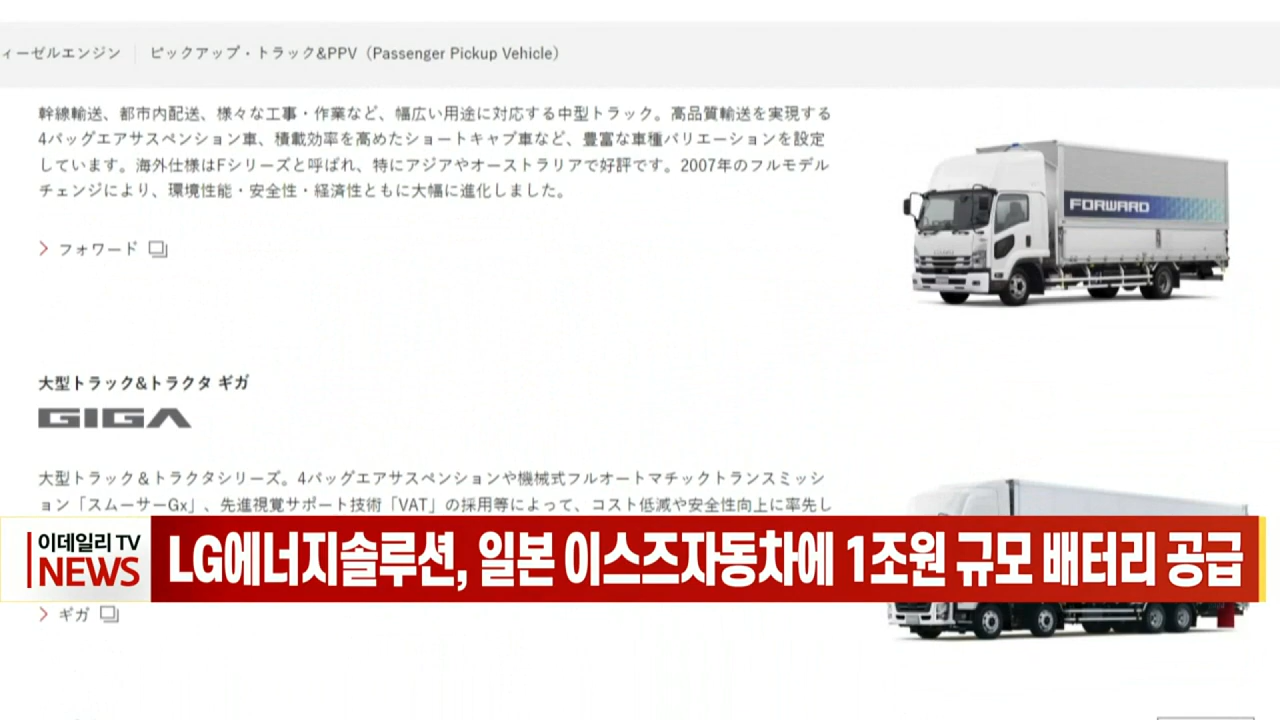 ィーゼルエンジン ピックアップ・トラック&PPV（Passenger Pickup Vehicle）
幹線輸送、都市内配送、様々な工事・作業など、幅広い用途に対応する中型トラック。高品質輸送を実現する
4バッグエアサスペンション車、積載効率を高めたショートキャブ車など、豊富な車種バリエーションを設定
しています。海外仕様はFシリーズと呼ばれ、特にアジアやオーストラリアで好評です。2007年のフルモデル
チェンジにより、環境性能・安全性・経済性ともに大幅に進化しました。
FORWARD
フォワード
大型トラック&トラクタ ギガ
GIGA
大型トラック＆トラクタシリーズ。4バッグエアサスペンションや機械式フルオートマチックトランスミッシ
ョン「スムーサーGx」、先進視覚サポート技術「VAT」の採用等によって、コスト低減や安全性向上に率先し
이데일리 TV
NEWS
LG에너지솔루션, 일본 이스즈자동차에 1조원 규모 배터리 공급
ギガ